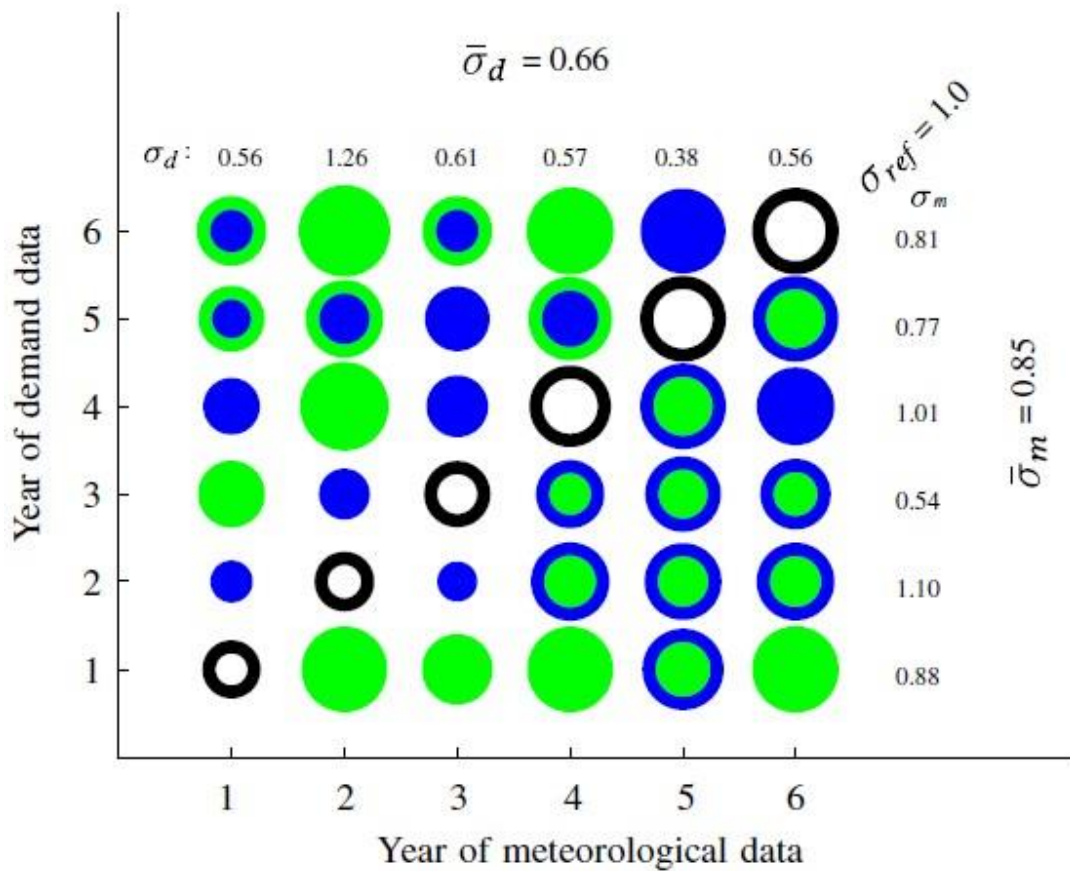 σ̄d = 0.66
σref = 1.0
σd: 0.56 1.26 0.61 0.57 0.38 0.56
σm
6 0.81
5 0.77
4 1.01
3 0.54
2 1.10
1 0.88
σ̄m = 0.85
Year of demand data
1 2 3 4 5 6
Year of meteorological data